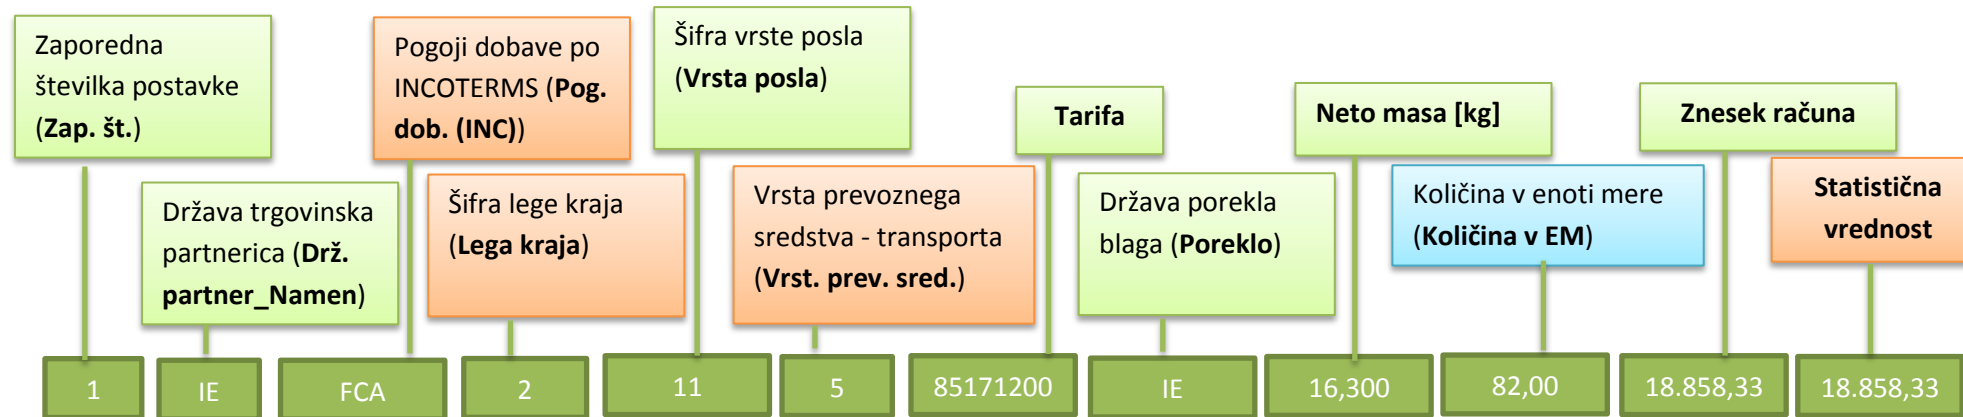 Zaporedna
številka postavke
(Zap. št.)
Država trgovinska
partnerica (Drž.
partner_Namen)
Pogoji dobave po
INCOTERMS (Pog.
dob. (INC))
Šifra lege kraja
(Lega kraja)
Šifra vrste posla
(Vrsta posla)
Vrsta prevoznega
sredstva - transporta
(Vrst. prev. sred.)
Tarifa
Država porekla
blaga (Poreklo)
Neto masa [kg]
Količina v enoti mere
(Količina v EM)
Znesek računa
Statistična
vrednost
1
IE
FCA
2
11
5
85171200
IE
16,300
82,00
18.858,33
18.858,33